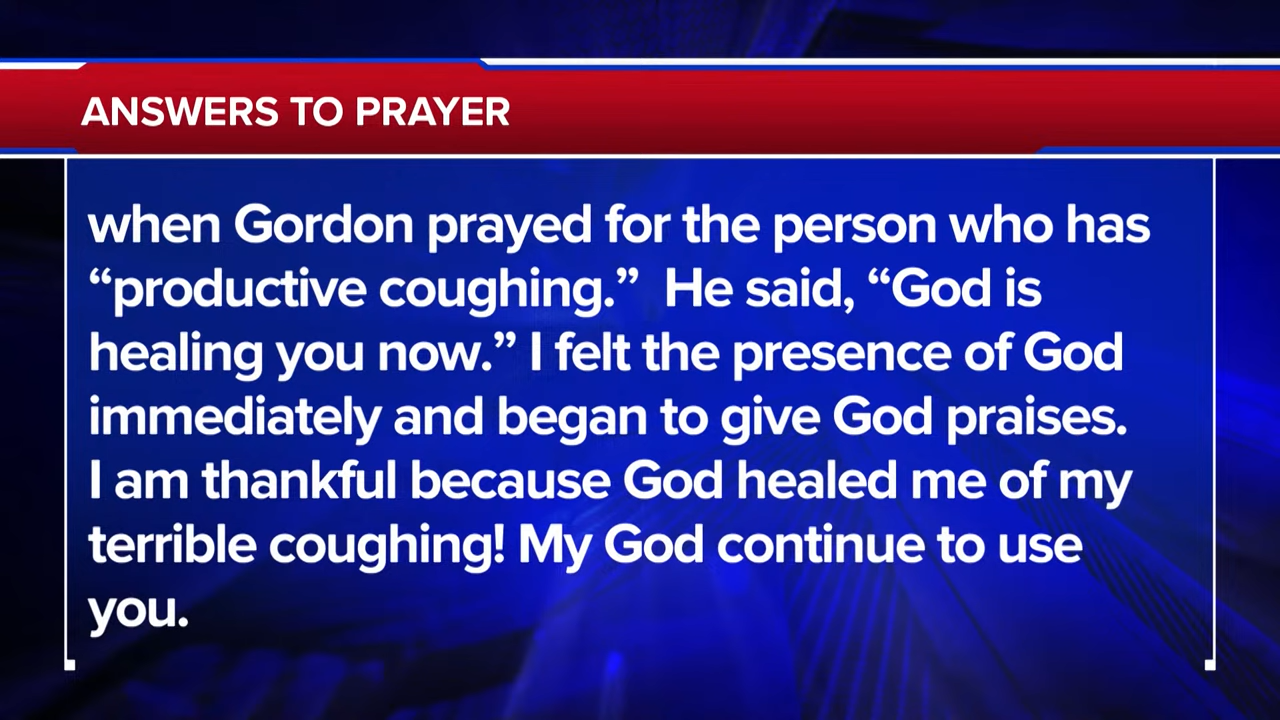 ANSWERS TO PRAYER
when Gordon prayed for the person who has
“productive coughing.”  He said, “God is
healing you now.” I felt the presence of God
immediately and began to give God praises.
I am thankful because God healed me of my
terrible coughing! My God continue to use
you.